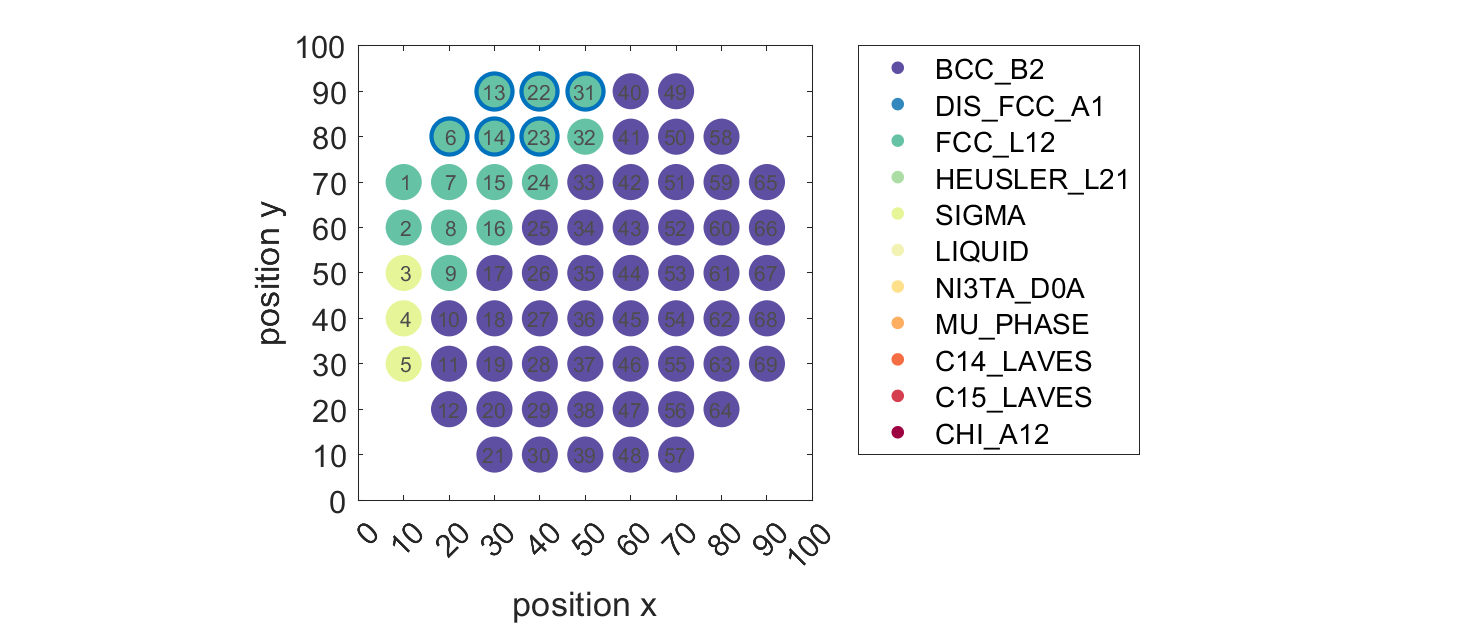 100
90
80
70
60
50
40
30
20
10
0
position y
13 22 31 40 49
6 14 23 32 41 50 58
1 7 15 24 33 42 51 59 65
2 8 16 25 34 43 52 60 66
3 9 17 26 35 44 53 61 67
4 10 18 27 36 45 54 62 68
5 11 19 28 37 46 55 63 69
12 20 29 38 47 56 64
21 30 39 48 57
0 10 20 30 40 50 60 70 80 90 100
position x
BCC_B2
DIS_FCC_A1
FCC_L12
HEUSLER_L21
SIGMA
LIQUID
NI3TA_D0A
MU_PHASE
C14_LAVES
C15_LAVES
CHI_A12